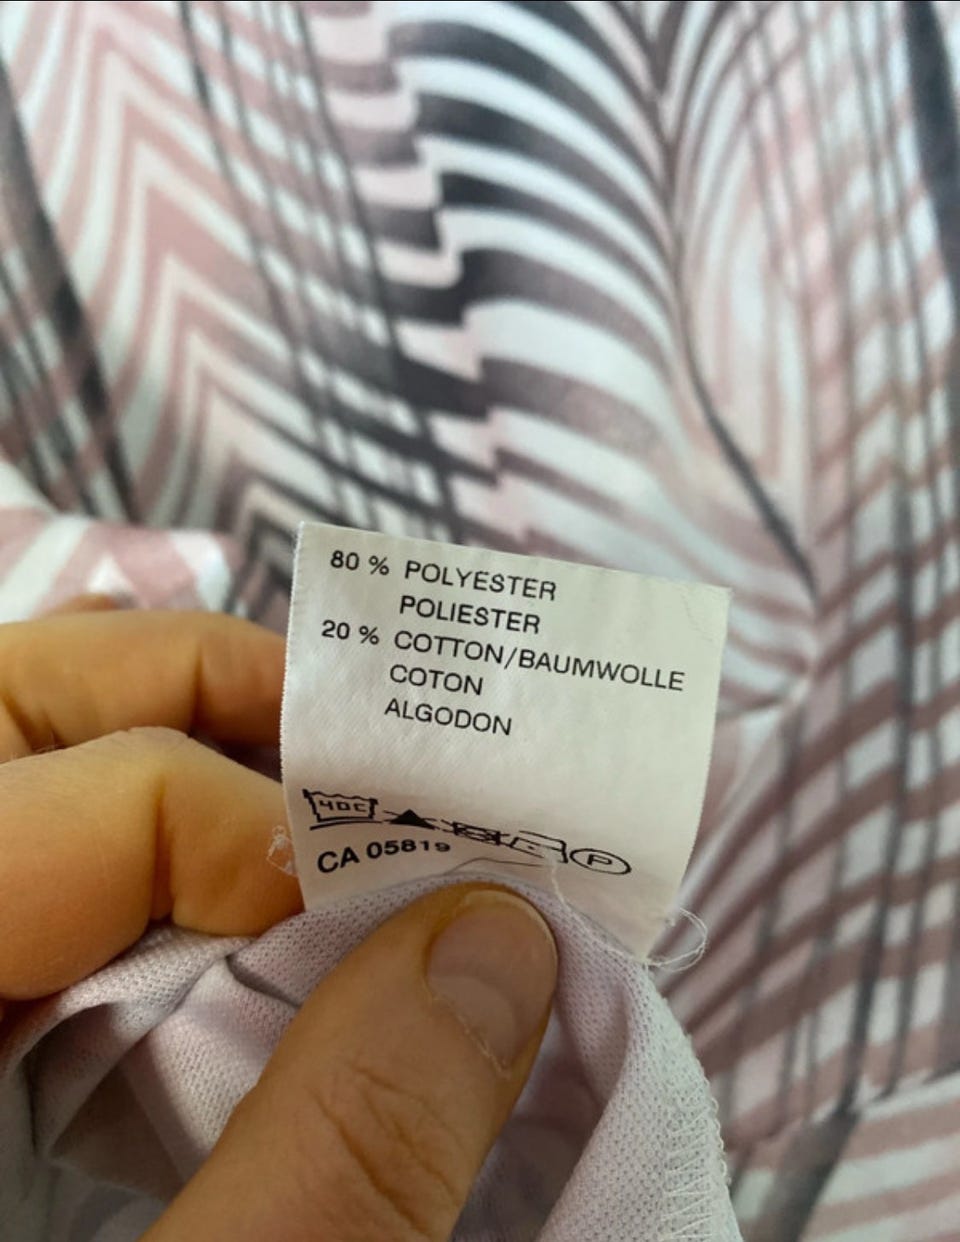 80 % POLYESTER
POLIESTER
20 % COTTON/BAUMWOLLE
COTON
ALGODON
40C
P
CA 05819